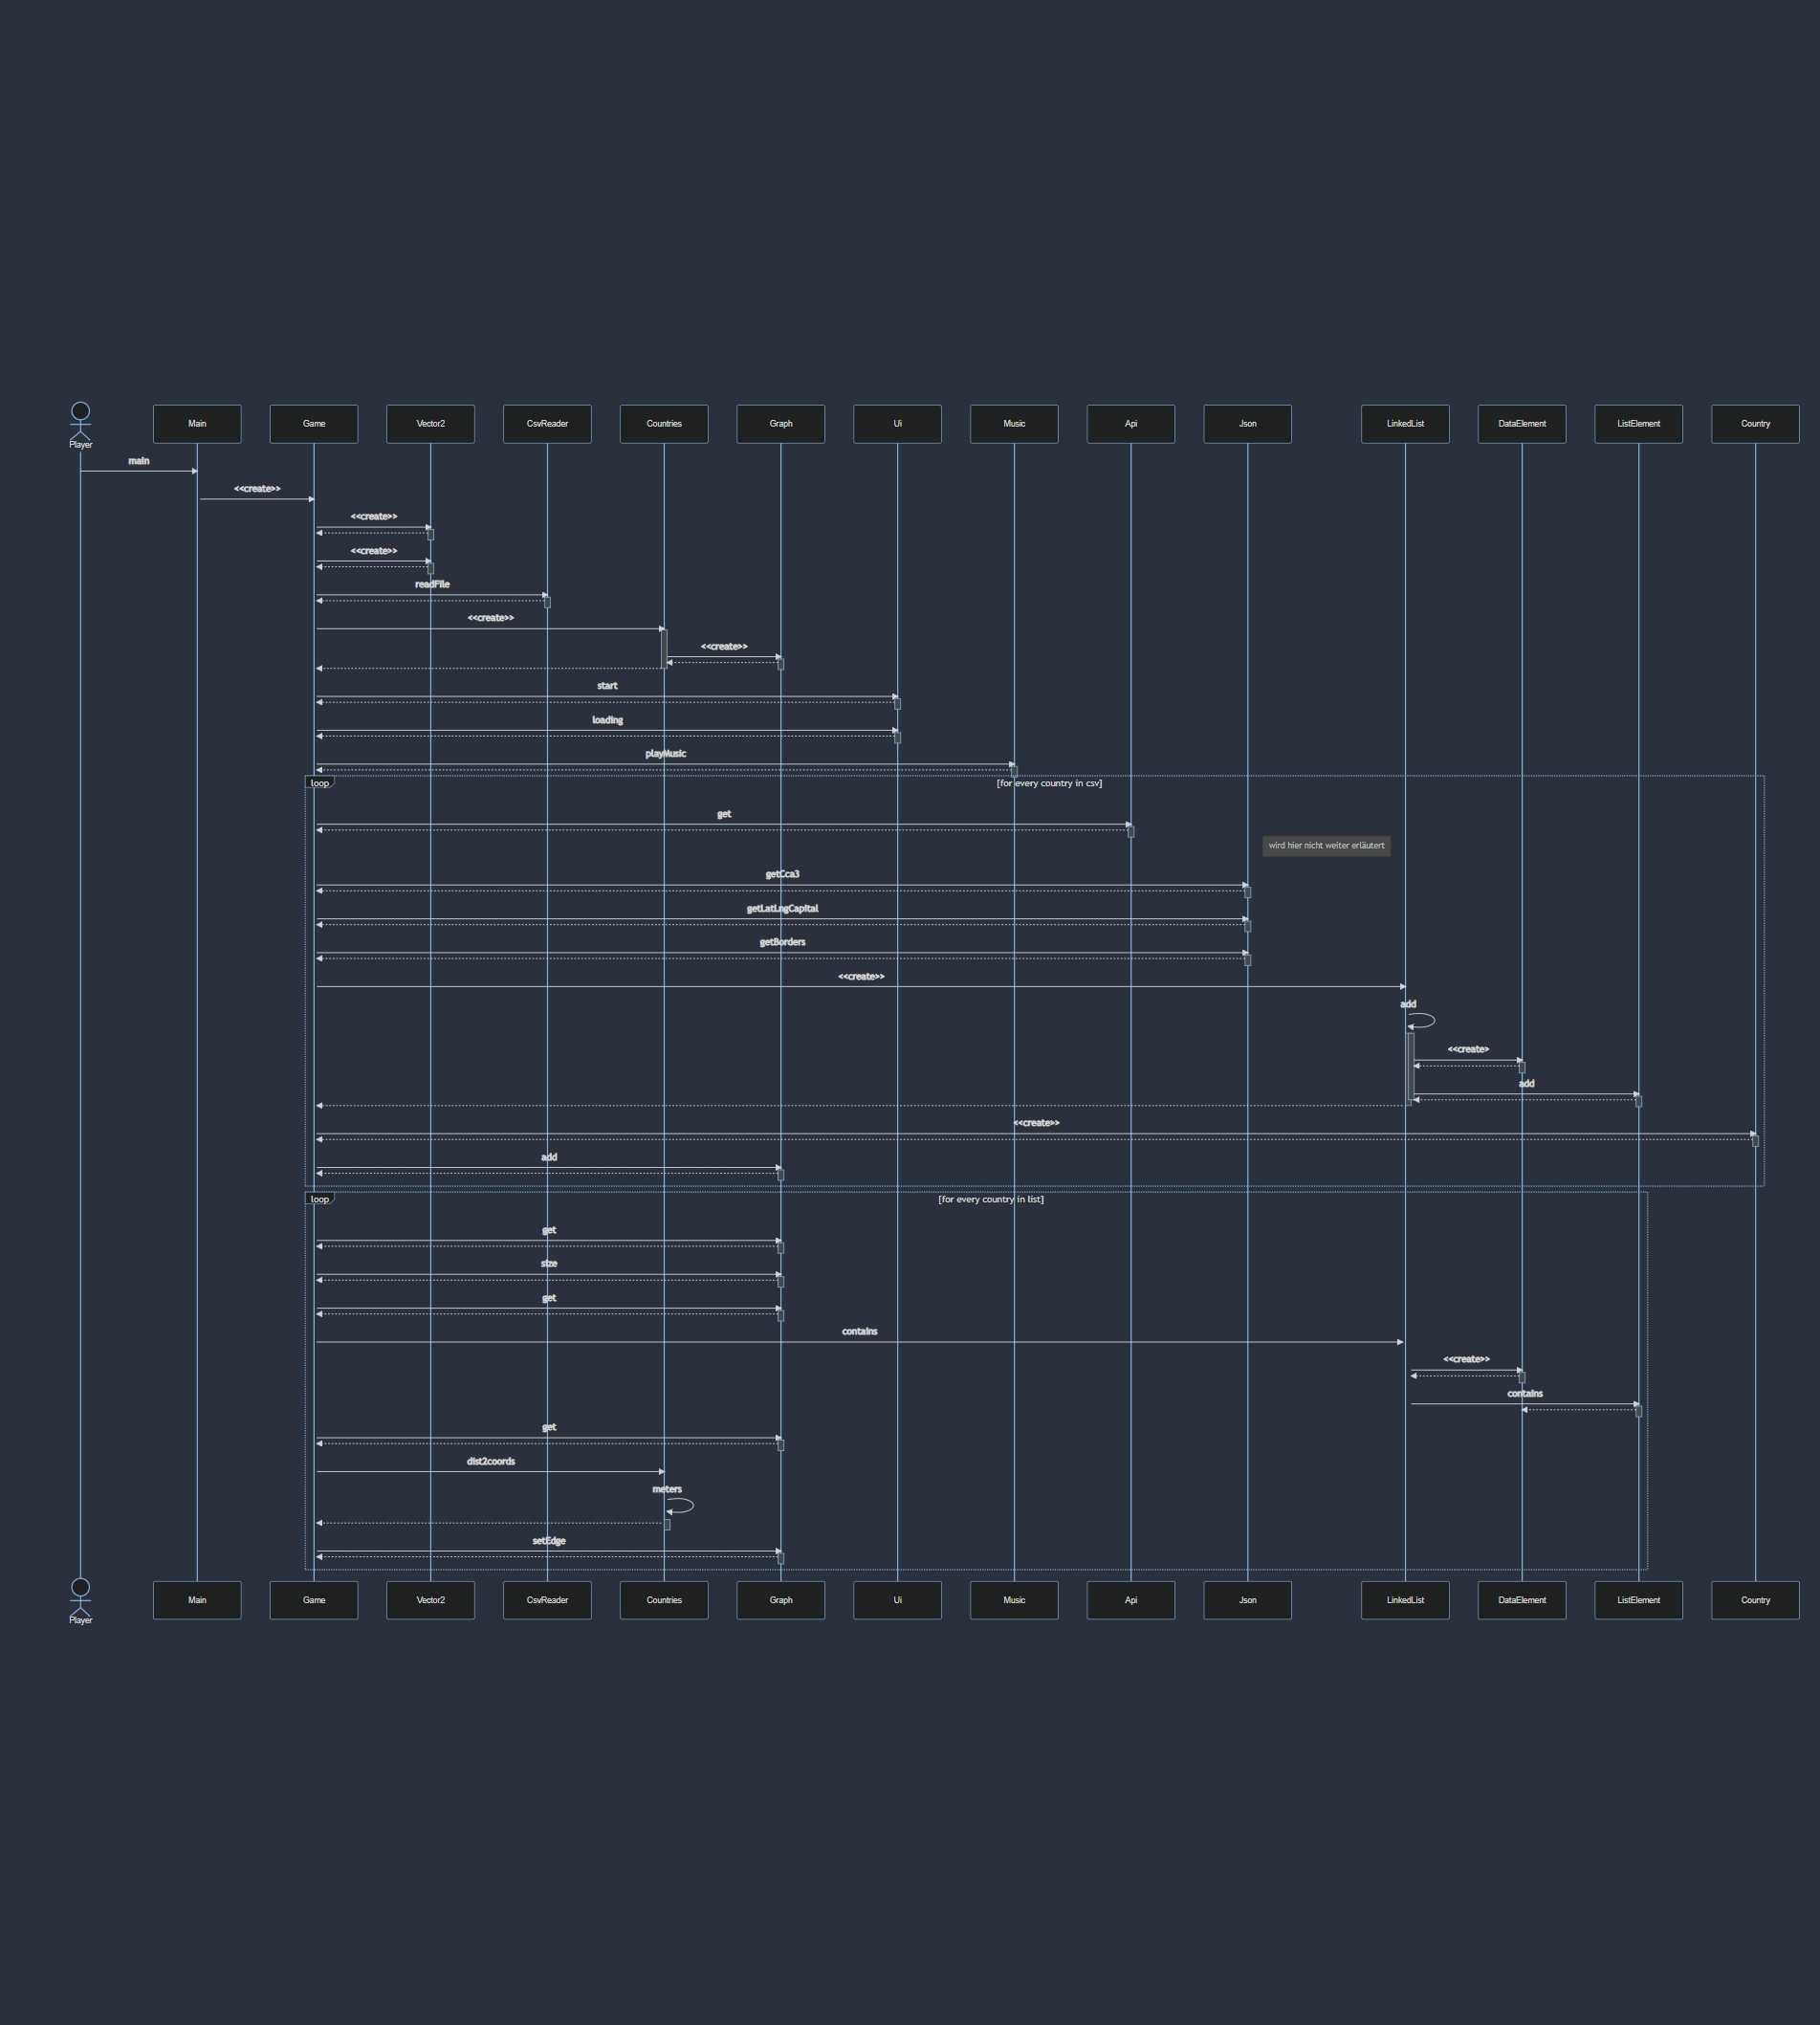 Player
Main
Game
Vector2
CsvReader
Countries
Graph
Ui
Music
Api
Json
LinkedList
DataElement
ListElement
Country
main
<<create>>
<<create>>
<<create>>
readFile
<<create>>
<<create>>
start
loading
playMusic
loop
[for every country in csv]
get
wird hier nicht weiter erläutert
getCca3
getLatLngCapital
getBorders
<<create>>
add
<<create>
add
<<create>>
add
loop
[for every country in list]
get
size
get
contains
<<create>>
contains
get
dist2coords
meters
setEdge
Player
Main
Game
Vector2
CsvReader
Countries
Graph
Ui
Music
Api
Json
LinkedList
DataElement
ListElement
Country